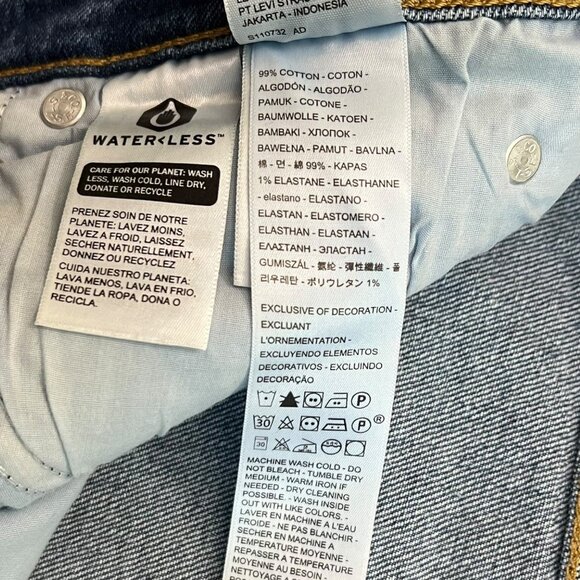 PT LEVI STRA
JAKARTA - INDONESIA
S110732 AD
WATER<LESS™
CARE FOR OUR PLANET: WASH
LESS, WASH COLD, LINE DRY,
DONATE OR RECYCLE
PRENEZ SOIN DE NOTRE
PLANETE: LAVEZ MOINS,
LAVEZ A FROID, LAISSEZ
SECHER NATURELLEMENT,
DONNEZ OU RECYCLEZ
CUIDA NUESTRO PLANETA:
LAVA MENOS, LAVA EN FRIO,
TIENDE LA ROPA, DONA O
RECICLA.
99% COTTON - COTON -
ALGODÓN - ALGODÃO -
PAMUK - COTONE -
BAUMWOLLE - KATOEN -
BAMBAKI - ХЛОПОК -
BAWEŁNA - PAMUT - BAVLNA -
棉 - 면 - 綿 99% - KAPAS
1% ELASTANE - ELASTHANNE
- elastano - ELASTANO -
ELASTAN - ELASTOMERO -
ELASTHAN - ELASTAAN -
ΕΛΑΣΤΑΝΗ - ЭЛАСТАН -
GUMISZÁL - 氨纶 - 彈性纖維 - 폴
리우레탄 - ポリウレタン 1%
EXCLUSIVE OF DECORATION -
EXCLUANT
L'ORNEMENTATION -
EXCLUYENDO ELEMENTOS
DECORATIVOS - EXCLUINDO
DECORAÇÃO
P
30 P ®
30
MACHINE WASH COLD - DO
NOT BLEACH - TUMBLE DRY
MEDIUM - WARM IRON IF
NEEDED - DRY CLEANING
POSSIBLE. - WASH INSIDE
OUT WITH LIKE COLORS. -
LAVER EN MACHINE A L'EAU
FROIDE - NE PAS BLANCHIR -
SECHAGE A TEMPERATURE
MOYENNE - REPASSER A
TEMPERATURE MOYENNE
AU BESOIN -
NETTOYAGE A